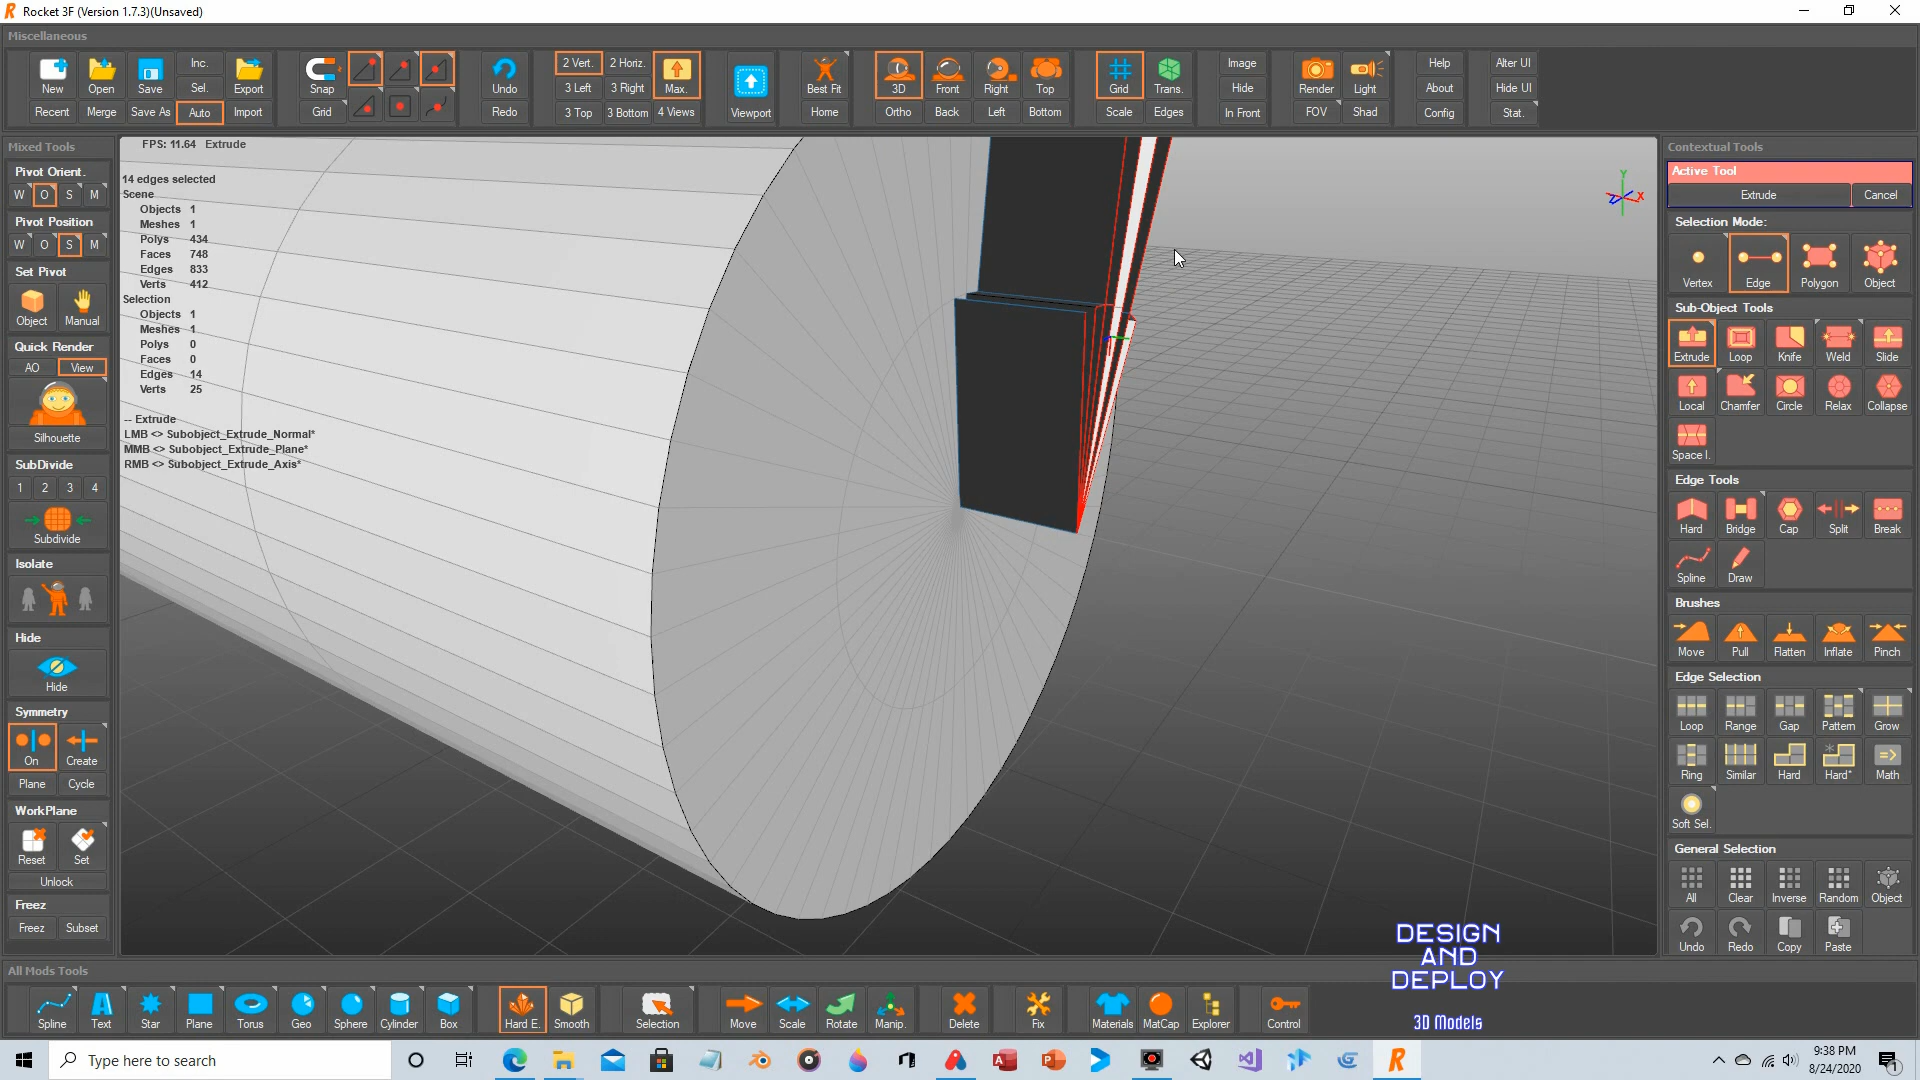 Rocket 3F (Version 1.7.3)(Unsaved)
Miscellaneous
New Open Save Inc. Sel. Export Snap Undo 2 Vert. 2 Horiz. 3 Left 3 Right Max. Viewport Best Fit 3D Front Right Top Grid Trans. Image Hide Render Light Help About Alter UI Hide UI
Recent Merge Save As Auto Import Grid Redo 3 Top 3 Bottom 4 Views Home Ortho Back Left Bottom Scale Edges In Front FOV Shad Config Stat.
Mixed Tools
Pivot Orient.
W O S M
Pivot Position
W O S M
Set Pivot
Object Manual
Quick Render
AO View
Silhouette
SubDivide
1 2 3 4
Subdivide
Isolate
Hide
Hide
Symmetry
On Create
Plane Cycle
WorkPlane
Reset Set
Unlock
Freez
Freez Subset
FPS: 11.64 Extrude
14 edges selected
Scene
Objects 1
Meshes 1
Polys 434
Faces 748
Edges 833
Verts 412
Selection
Objects 1
Meshes 1
Polys 0
Faces 0
Edges 14
Verts 25
-- Extrude
LMB <> Subobject_Extrude_Normal*
MMB <> Subobject_Extrude_Plane*
RMB <> Subobject_Extrude_Axis*
Y
X
Z
DESIGN
AND
DEPLOY
3D Models
Contextual Tools
Active Tool
Extrude Cancel
Selection Mode:
Vertex Edge Polygon Object
Sub-Object Tools
Extrude Loop Knife Weld Slide
Local Chamfer Circle Relax Collapse
Space I.
Edge Tools
Hard Bridge Cap Split Break
Spline Draw
Brushes
Move Pull Flatten Inflate Pinch
Edge Selection
Loop Range Gap Pattern Grow
Ring Similar Hard Hard* Math
Soft Sel.
General Selection
All Clear Inverse Random Object
Undo Redo Copy Paste
All Mods Tools
Spline Text Star Plane Torus Geo Sphere Cylinder Box Hard E. Smooth Selection Move Scale Rotate Manip. Delete Fix Materials MatCap Explorer Control
Type here to search
9:38 PM
8/24/2020
1